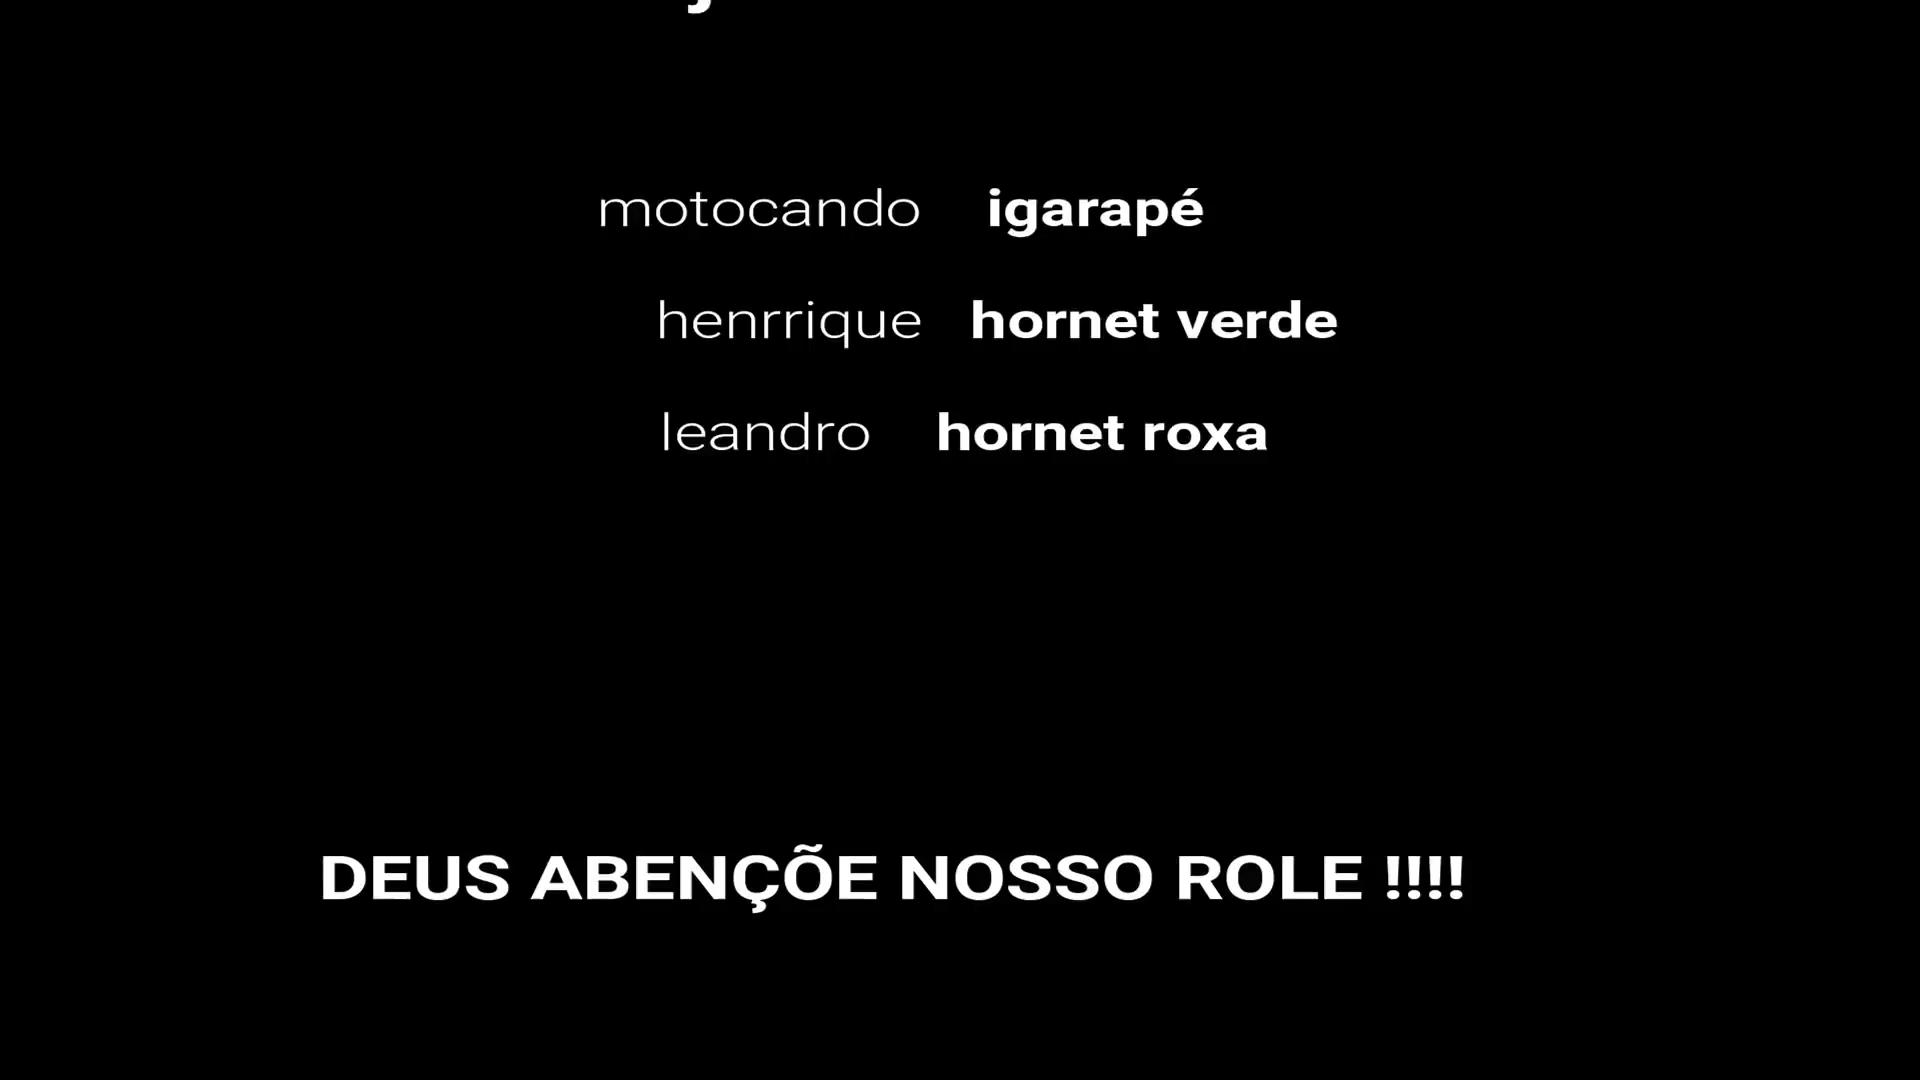 motocando igarapé
henrrique hornet verde
leandro hornet roxa
DEUS ABENÇÕE NOSSO ROLE !!!!